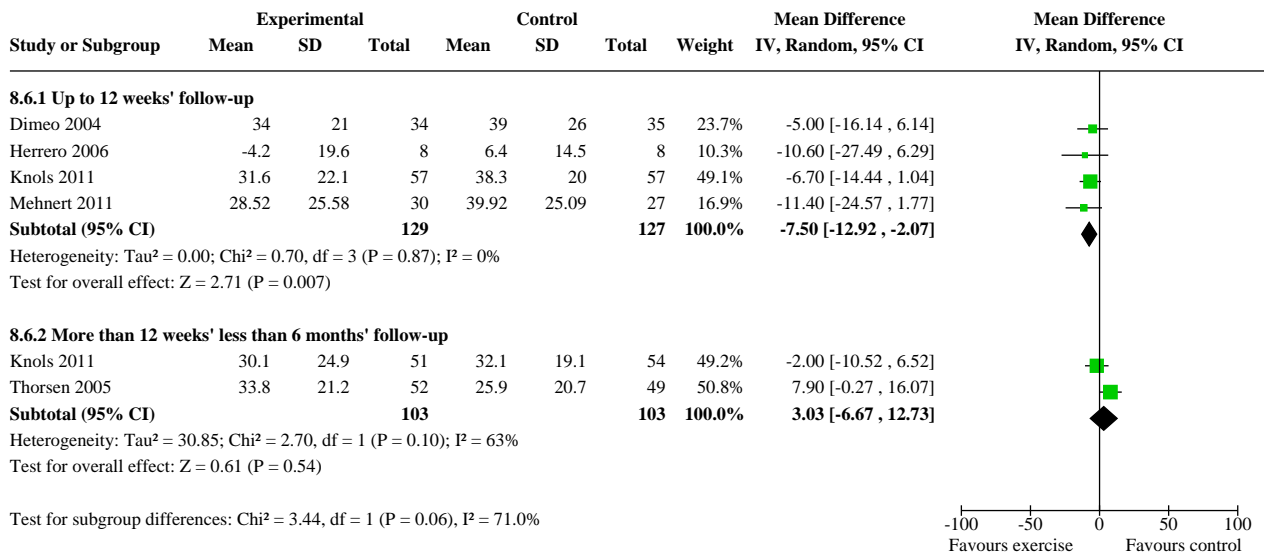 Experimental Control Mean Difference Mean Difference
Study or Subgroup Mean SD Total Mean SD Total Weight IV, Random, 95% CI IV, Random, 95% CI
8.6.1 Up to 12 weeks' follow-up
Dimeo 2004 34 21 34 39 26 35 23.7% -5.00 [-16.14 , 6.14]
Herrero 2006 -4.2 19.6 8 6.4 14.5 8 10.3% -10.60 [-27.49 , 6.29]
Knols 2011 31.6 22.1 57 38.3 20 57 49.1% -6.70 [-14.44 , 1.04]
Mehnert 2011 28.52 25.58 30 39.92 25.09 27 16.9% -11.40 [-24.57 , 1.77]
Subtotal (95% CI) 129 127 100.0% -7.50 [-12.92 , -2.07]
Heterogeneity: Tau² = 0.00; Chi² = 0.70, df = 3 (P = 0.87); I² = 0%
Test for overall effect: Z = 2.71 (P = 0.007)
8.6.2 More than 12 weeks' less than 6 months' follow-up
Knols 2011 30.1 24.9 51 32.1 19.1 54 49.2% -2.00 [-10.52 , 6.52]
Thorsen 2005 33.8 21.2 52 25.9 20.7 49 50.8% 7.90 [-0.27 , 16.07]
Subtotal (95% CI) 103 103 100.0% 3.03 [-6.67 , 12.73]
Heterogeneity: Tau² = 30.85; Chi² = 2.70, df = 1 (P = 0.10); I² = 63%
Test for overall effect: Z = 0.61 (P = 0.54)
Test for subgroup differences: Chi² = 3.44, df = 1 (P = 0.06), I² = 71.0%
-100 -50 0 50 100
Favours exercise Favours control